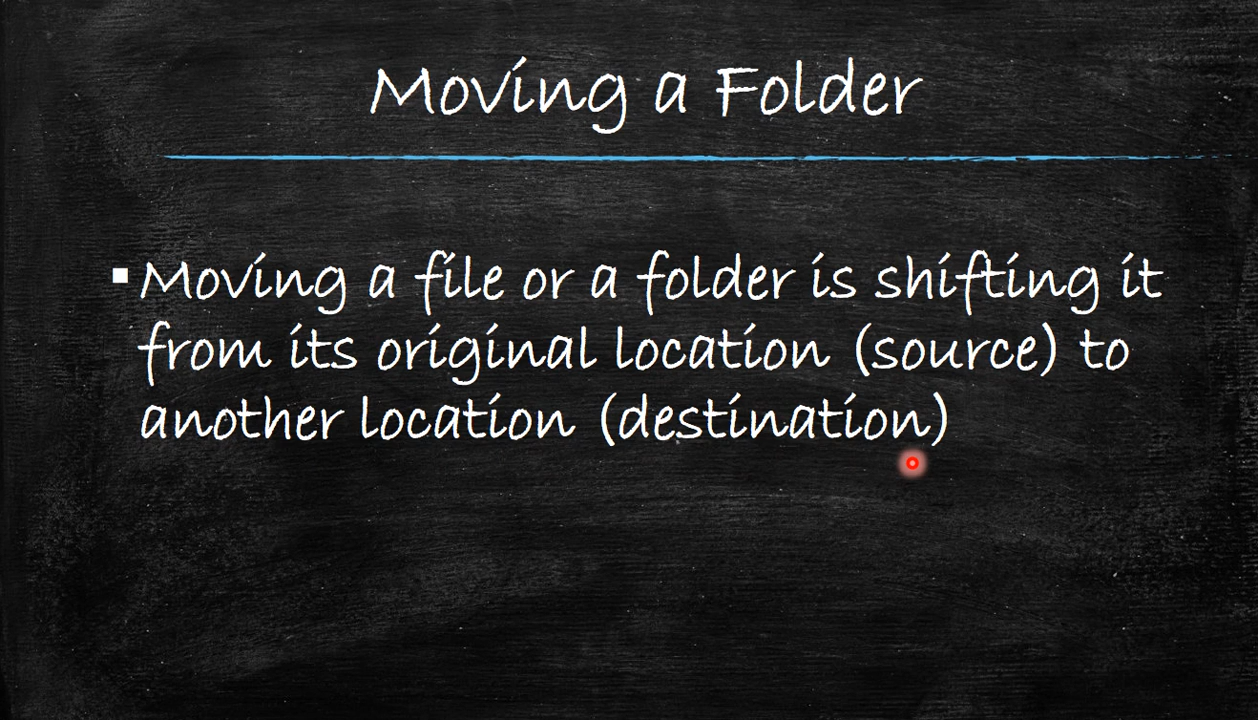 Moving a Folder
▪ Moving a file or a folder is shifting it
from its original location (source) to
another location (destination)